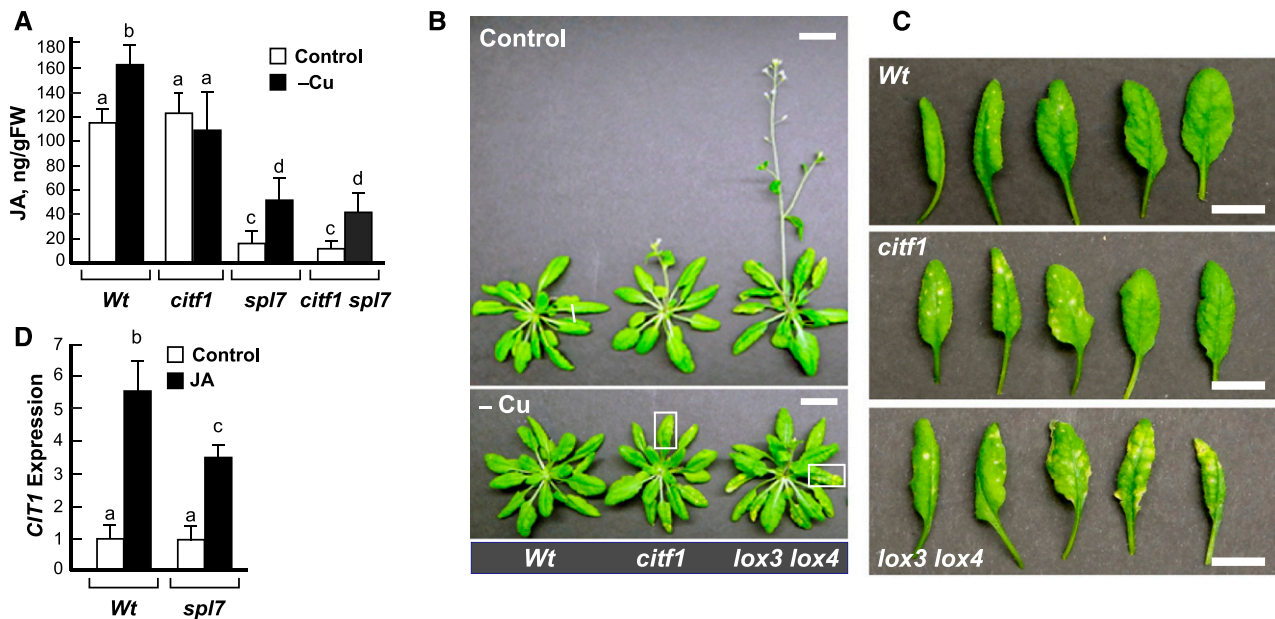 A
JA, ng/gFW
180
160
140
120
100
80
60
40
20
0
a
b
a
a
c
d
c
d
Control
–Cu
Wt
citf1
spl7
citf1 spl7
B
Control
– Cu
Wt
citf1
lox3 lox4
C
Wt
citf1
lox3 lox4
D
CIT1 Expression
7
6
5
4
3
2
1
0
a
b
a
c
Control
JA
Wt
spl7